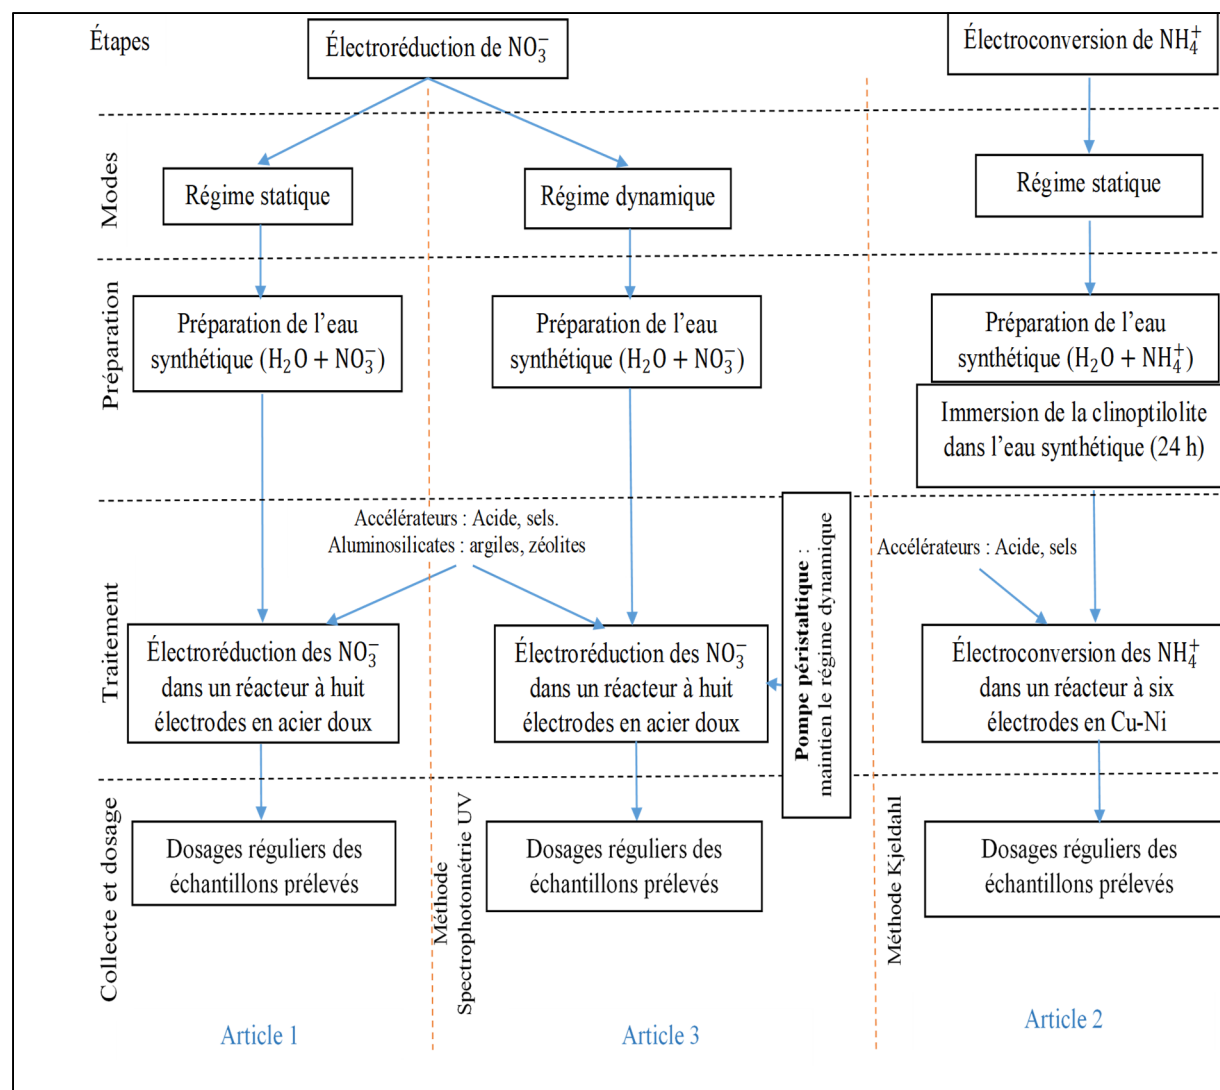 Étapes
Électroréduction de NO₃⁻
Électroconversion de NH₄⁺
Modes
Régime statique
Régime dynamique
Régime statique
Préparation
Préparation de l’eau
synthétique (H₂O + NO₃⁻)
Préparation de l’eau
synthétique (H₂O + NO₃⁻)
Préparation de l’eau
synthétique (H₂O + NH₄⁺)
Immersion de la clinoptilolite
dans l’eau synthétique (24 h)
Traitement
Accélérateurs : Acide, sels.
Aluminosilicates : argiles, zéolites
Accélérateurs : Acide, sels
Électroréduction des NO₃⁻
dans un réacteur à huit
électrodes en acier doux
Électroréduction des NO₃⁻
dans un réacteur à huit
électrodes en acier doux
Pompe péristaltique :
maintien le régime dynamique
Électroconversion des NH₄⁺
dans un réacteur à six
électrodes en Cu-Ni
Collecte et dosage
Dosages réguliers des
échantillons prélevés
Méthode
Spectrophotométrie UV
Dosages réguliers des
échantillons prélevés
Méthode Kjeldahl
Dosages réguliers des
échantillons prélevés
Article 1
Article 3
Article 2